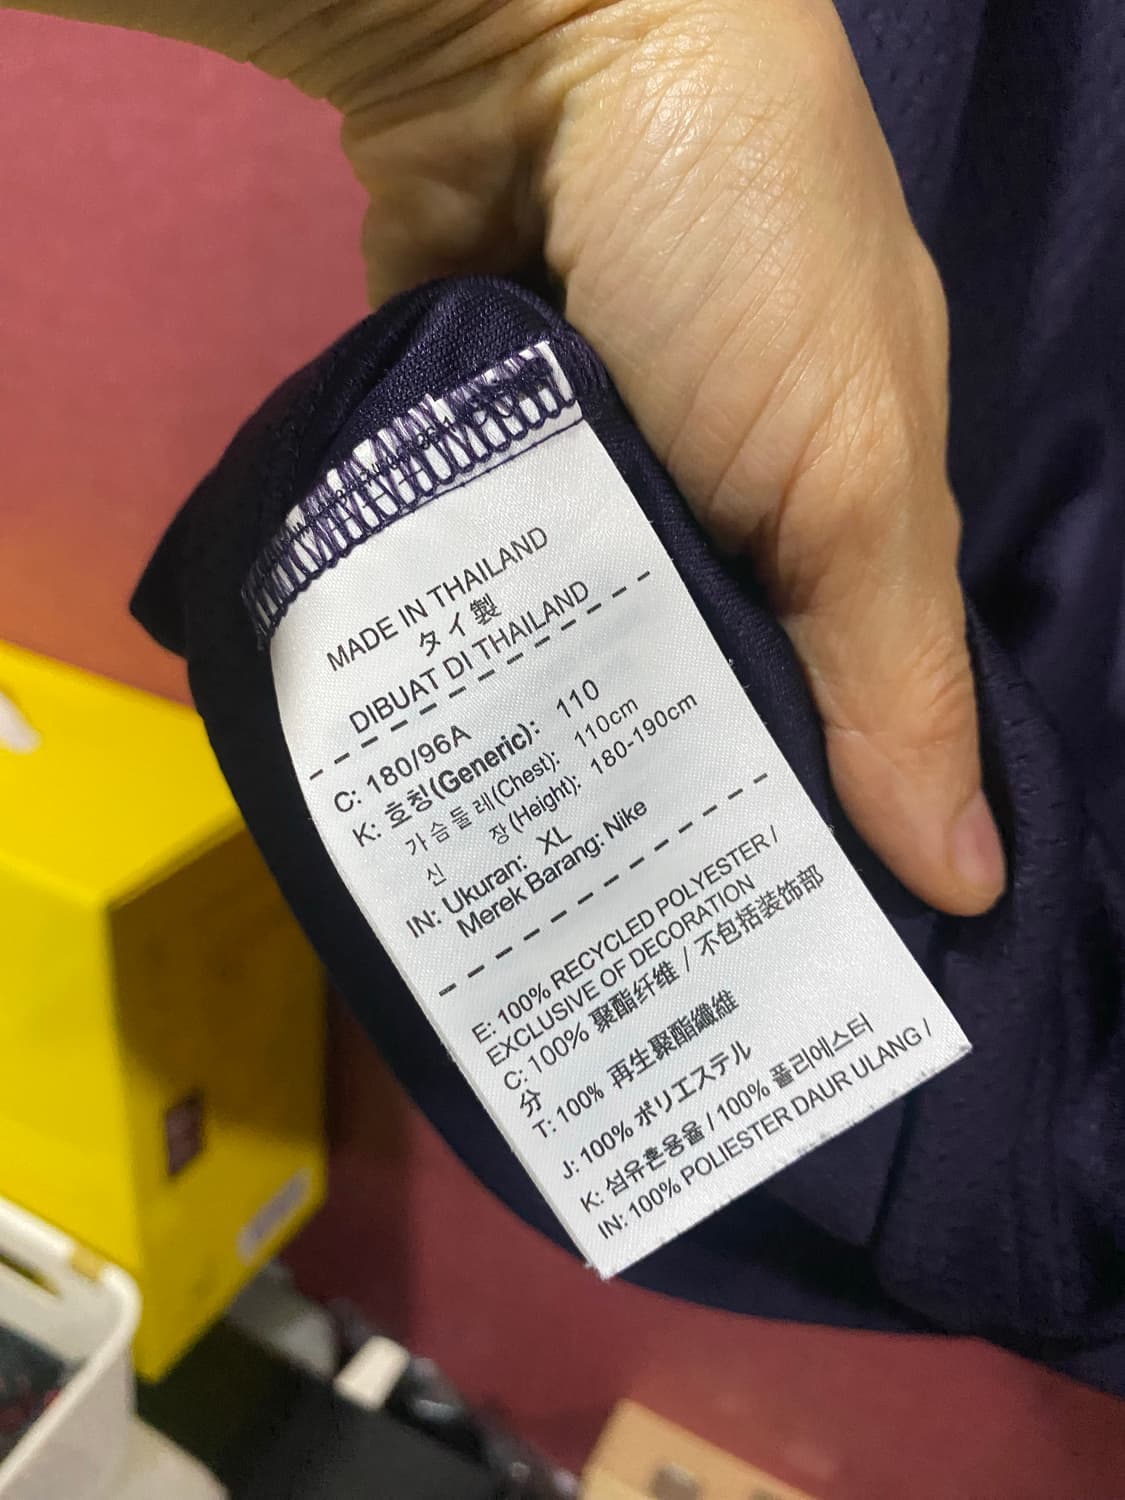 MADE IN THAILAND
タイ製
DIBUAT DI THAILAND
C: 180/96A
K: 호칭(Generic): 110
가슴둘레(Chest): 110cm
신 장(Height): 180-190cm
IN: Ukuran: XL
Merek Barang: Nike
E: 100% RECYCLED POLYESTER /
EXCLUSIVE OF DECORATION
C: 100% 聚酯纤维 / 不包括装饰部
分
T: 100% 再生聚酯纖維
J: 100% ポリエステル
K: 섬유혼용율 / 100% 폴리에스터
IN: 100% POLIESTER DAUR ULANG /